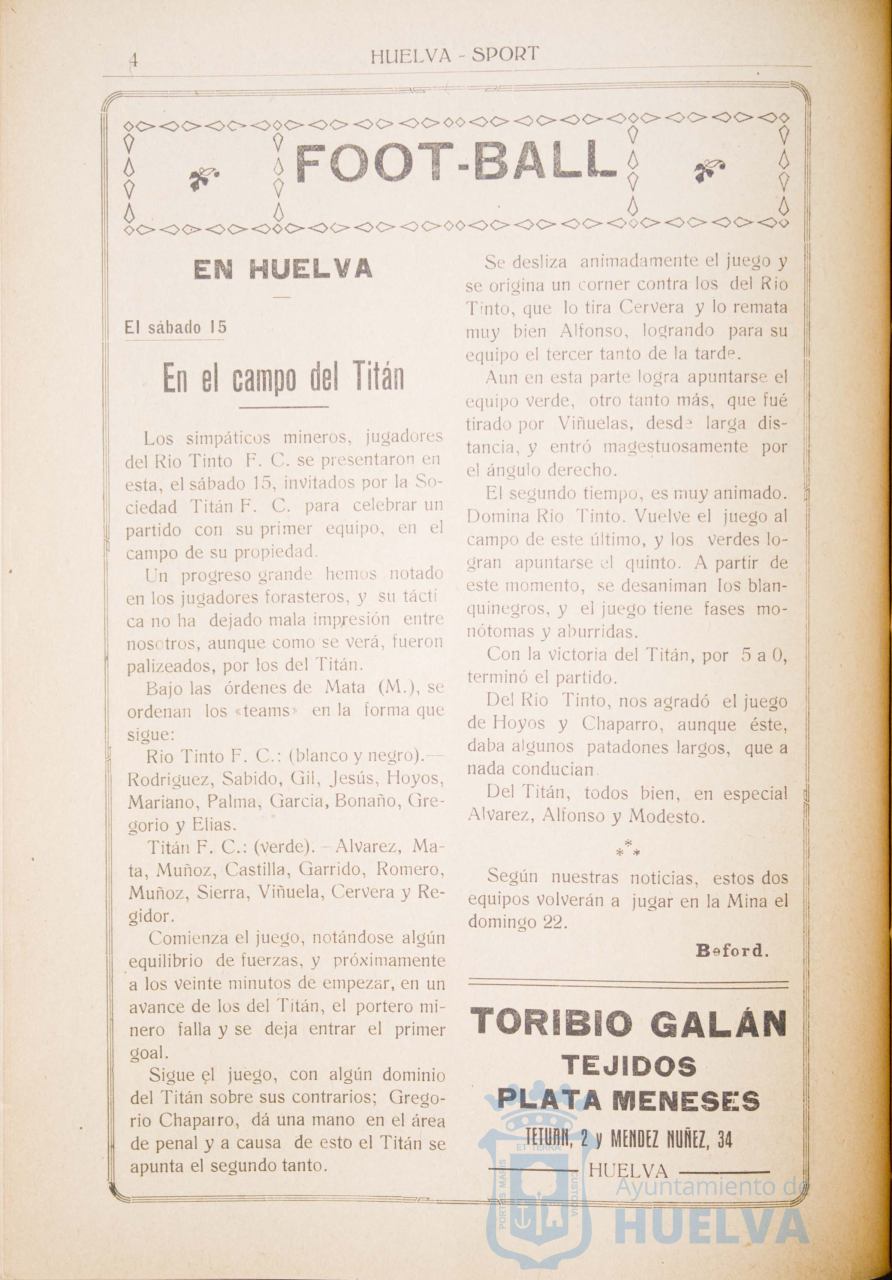 4
HUELVA - SPORT
FOOT-BALL
EN HUELVA
El sábado 15
En el campo del Titán
Los simpáticos mineros, jugadores
del Rio Tinto F. C. se presentaron en
esta, el sábado 15, invitados por la So-
ciedad Titán F. C. para celebrar un
partido con su primer equipo, en el
campo de su propiedad.
Un progreso grande hemos notado
en los jugadores forasteros, y su tácti
ca no ha dejado mala impresión entre
nosotros, aunque como se verá, fueron
palizeados, por los del Titán.
Bajo las órdenes de Mata (M.), se
ordenan los «teams» en la forma que
sigue:
Rio Tinto F. C.: (blanco y negro).—
Rodriguez, Sabido, Gil, Jesús, Hoyos,
Mariano, Palma, Garcia, Bonaño, Gre-
gorio y Elias.
Titán F. C.: (verde).—Alvarez, Ma-
ta, Muñoz, Castilla, Garrido, Romero,
Muñoz, Sierra, Viñuela, Cervera y Re-
gidor.
Comienza el juego, notándose algún
equilibrio de fuerzas, y próximamente
a los veinte minutos de empezar, en un
avance de los del Titán, el portero mi-
nero falla y se deja entrar el primer
goal.
Sigue el juego, con algún dominio
del Titán sobre sus contrarios; Grego-
rio Chaparro, dá una mano en el área
de penal y a causa de esto el Titán se
apunta el segundo tanto.
Se desliza animadamente el juego y
se origina un corner contra los del Rio
Tinto, que lo tira Cervera y lo remata
muy bien Alfonso, logrando para su
equipo el tercer tanto de la tarde.
Aun en esta parte logra apuntarse el
equipo verde, otro tanto más, que fué
tirado por Viñuelas, desde larga dis-
tancia, y entró magestuosamente por
el ángulo derecho.
El segundo tiempo, es muy animado.
Domina Rio Tinto. Vuelve el juego al
campo de este último, y los verdes lo-
gran apuntarse el quinto. A partir de
este momento, se desaniman los blan-
quinegros, y el juego tiene fases mo-
nótomas y aburridas.
Con la victoria del Titán, por 5 a 0,
terminó el partido.
Del Rio Tinto, nos agradó el juego
de Hoyos y Chaparro, aunque éste,
daba algunos patadones largos, que a
nada conducian.
Del Titán, todos bien, en especial
Alvarez, Alfonso y Modesto.
***
Según nuestras noticias, estos dos
equipos volverán a jugar en la Mina el
domingo 22.
Beford.
TORIBIO GALÁN
TEJIDOS
PLATA MENESES
TETUAN, 2 y MENDEZ NUÑEZ, 34
HUELVA
PORTUS MARIS ET TERRA CUSTODIA
Ayuntamiento de
HUELVA